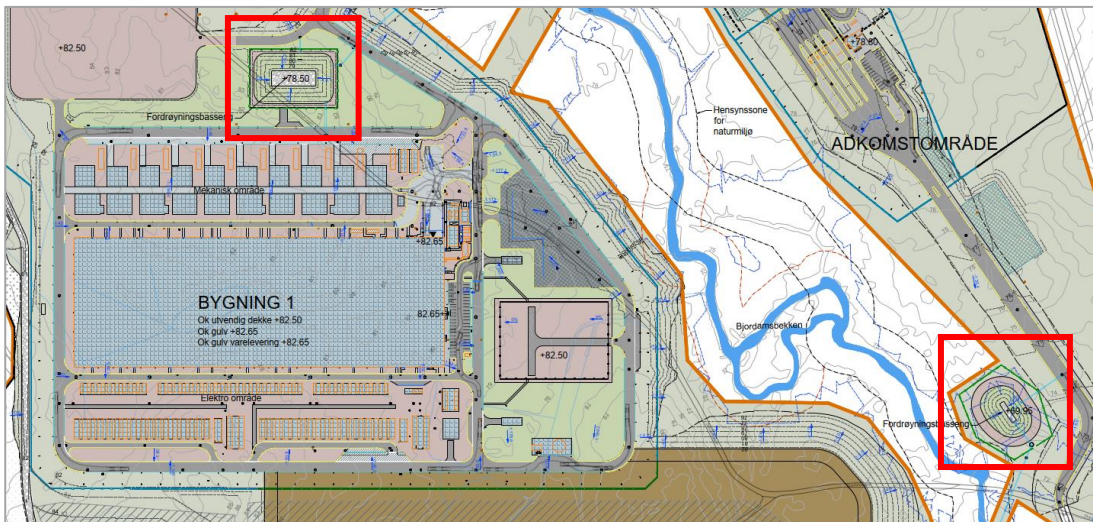 +82.50
+78.50
Fordrøyningsbasseng
Mekanisk område
+82.65
BYGNING 1
Ok utvendig dekke +82.50
Ok gulv +82.65
Ok gulv varelevering +82.65
82.65+
Elektro område
+82.50
Hensynssone
for
naturmiljø
+78.80
ADKOMSTOMRÅDE
Bjordamsbekken
+69.95
Fordrøyningsbasseng